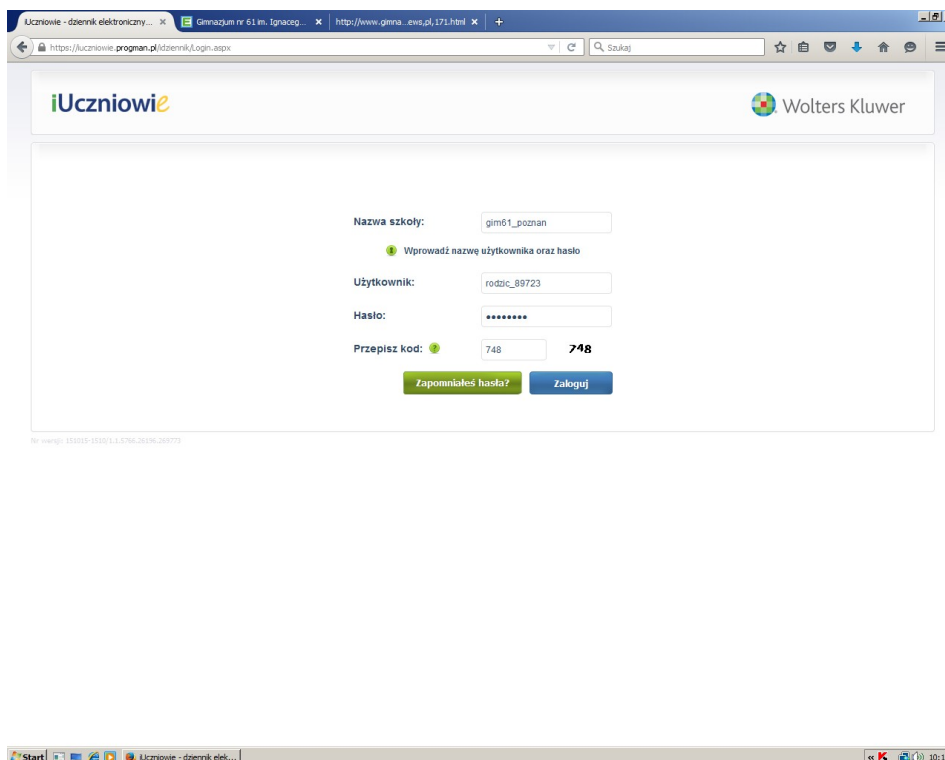 iUczniowie - dziennik elektroniczny... Gimnazjum nr 61 im. Ignaceg... http://www.gimna...ews,pl,171.html
https://iuczniowie.progman.pl/idziennik/Login.aspx Szukaj
iUczniowie Wolters Kluwer
Nazwa szkoły: gim61_poznan
Wprowadź nazwę użytkownika oraz hasło
Użytkownik: rodzic_89723
Hasło: ••••••••
Przepisz kod: 748 748
Zapomniałeś hasła? Zaloguj
Start iUczniowie - dziennik elek...